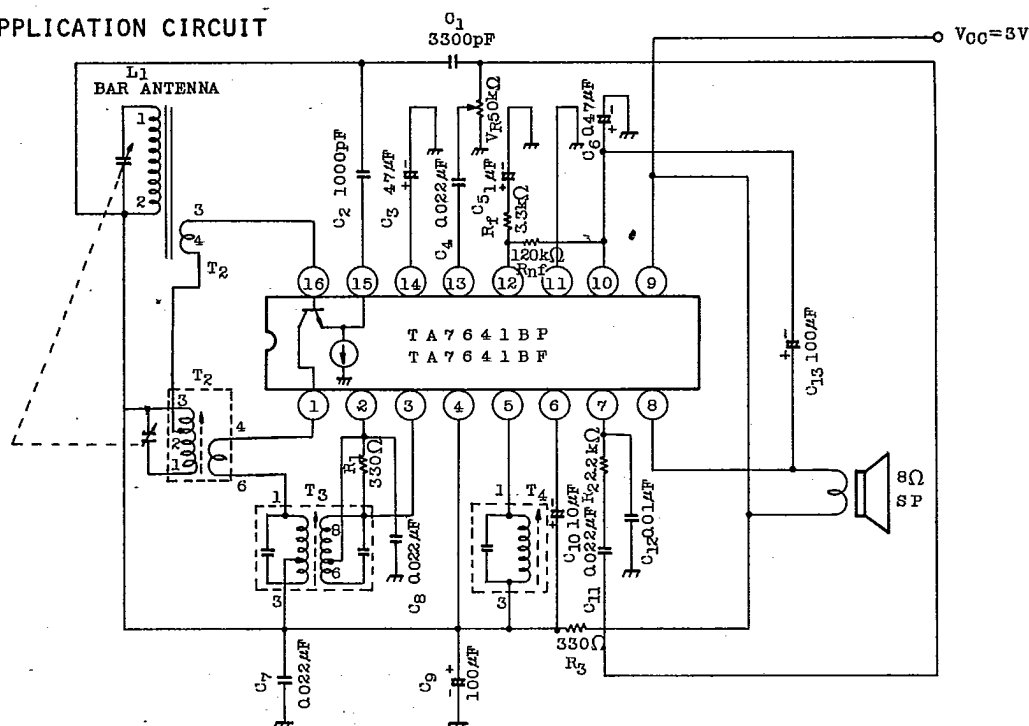 PPLICATION CIRCUIT
C1
3300pF
VCC=3V
L1
BAR ANTENNA
1
2
3
4
T2
C2 1000pF
C3 47μF
+ -
C4 0.022μF
VR50kΩ
C5 1μF
+ -
Rf 3.3kΩ
120kΩ
Rnf
C6 0.47μF
+ -
16
15
14
13
12
11
10
9
TA7641BP
TA7641BF
C13 100μF
+ -
1
2
3
4
5
6
7
8
T2
3
2
1
4
6
R1
330Ω
1
T3
8
6
3
C8 0.022μF
1
T4
3
C10 10μF
+ -
R2 2.2kΩ
C11 0.022μF
C12 0.01μF
8Ω
SP
330Ω
R3
C7 0.022μF
C9 100μF
+ -